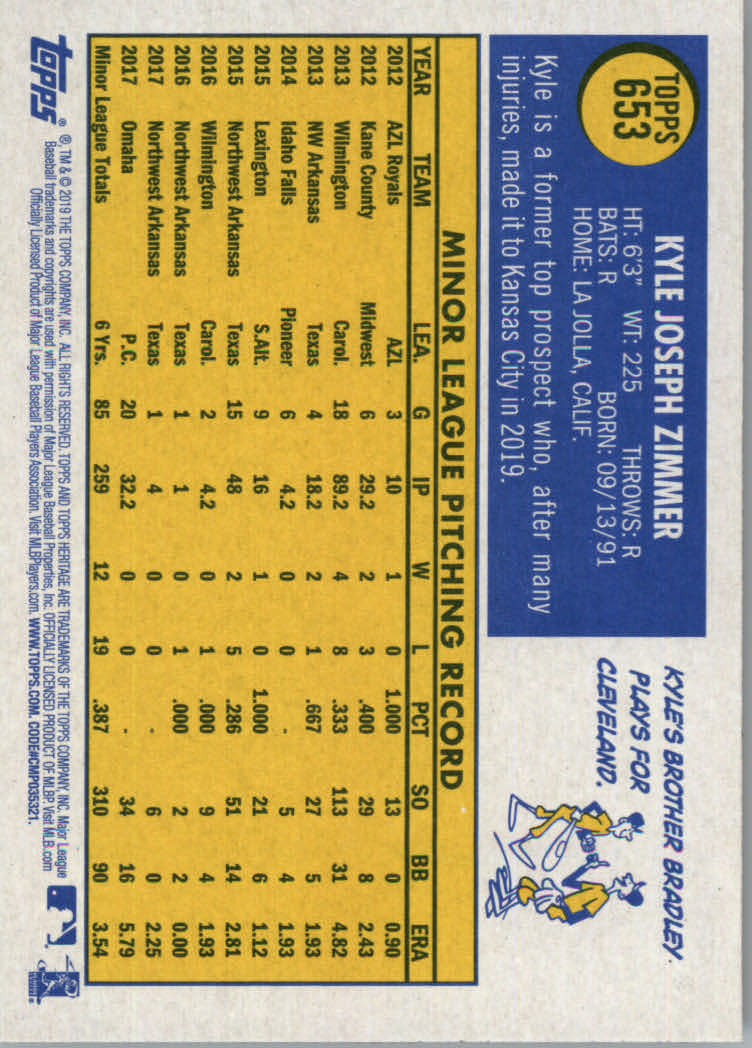 TOPPS
653
KYLE JOSEPH ZIMMER
HT: 6'3" WT: 225 THROWS: R
BATS: R BORN: 09/13/91
HOME: LA JOLLA, CALIF.
Kyle is a former top prospect who, after many
injuries, made it to Kansas City in 2019.
KYLE'S BROTHER BRADLEY
PLAYS FOR
CLEVELAND.
MINOR LEAGUE PITCHING RECORD
YEAR TEAM LEA. G IP W L PCT SO BB ERA
2012 AZL Royals AZL 3 10 1 0 1.000 13 0 0.90
2012 Kane County Midwest 6 29.2 2 3 .400 29 8 2.43
2013 Wilmington Carol. 18 89.2 4 8 .333 113 31 4.82
2013 NW Arkansas Texas 4 18.2 2 1 .667 27 5 1.93
2014 Idaho Falls Pioneer 6 4.2 0 0 - 5 4 1.93
2015 Lexington S.Atl. 9 16 1 0 1.000 21 6 1.12
2015 Northwest Arkansas Texas 15 48 2 5 .286 51 14 2.81
2016 Wilmington Carol. 2 4.2 0 1 .000 9 4 1.93
2016 Northwest Arkansas Texas 1 1 0 1 .000 2 2 0.00
2017 Northwest Arkansas Texas 1 4 0 0 - 6 0 2.25
2017 Omaha P.C. 20 32.2 0 0 - 34 16 5.79
Minor League Totals 6 Yrs. 85 259 12 19 .387 310 90 3.54
topps®
®, TM & © 2019 THE TOPPS COMPANY, INC. ALL RIGHTS RESERVED. TOPPS AND TOPPS HERITAGE ARE TRADEMARKS OF THE TOPPS COMPANY, INC. Major League
Baseball trademarks and copyrights are used with permission of Major League Baseball Properties, Inc. OFFICIALLY LICENSED PRODUCT OF MLBP. Visit MLB.com
Officially Licensed Product of Major League Baseball Players Association. Visit MLBPlayers.com. WWW.TOPPS.COM. CODE#CMP035321.